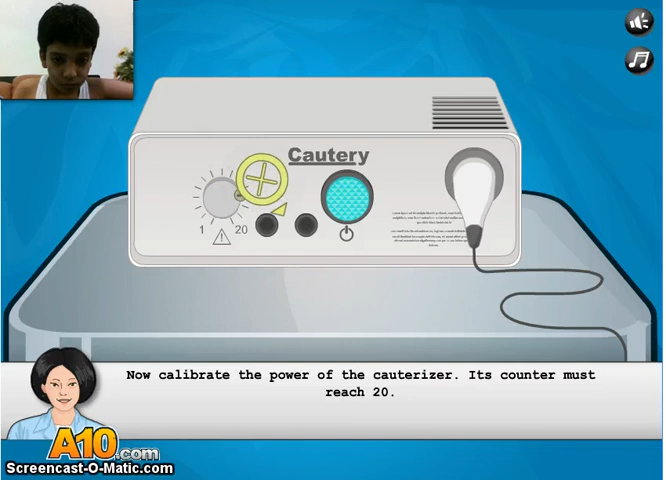 Cautery
1
20
Now calibrate the power of the cauterizer. Its counter must
reach 20.
A10.com
Screencast-O-Matic.com